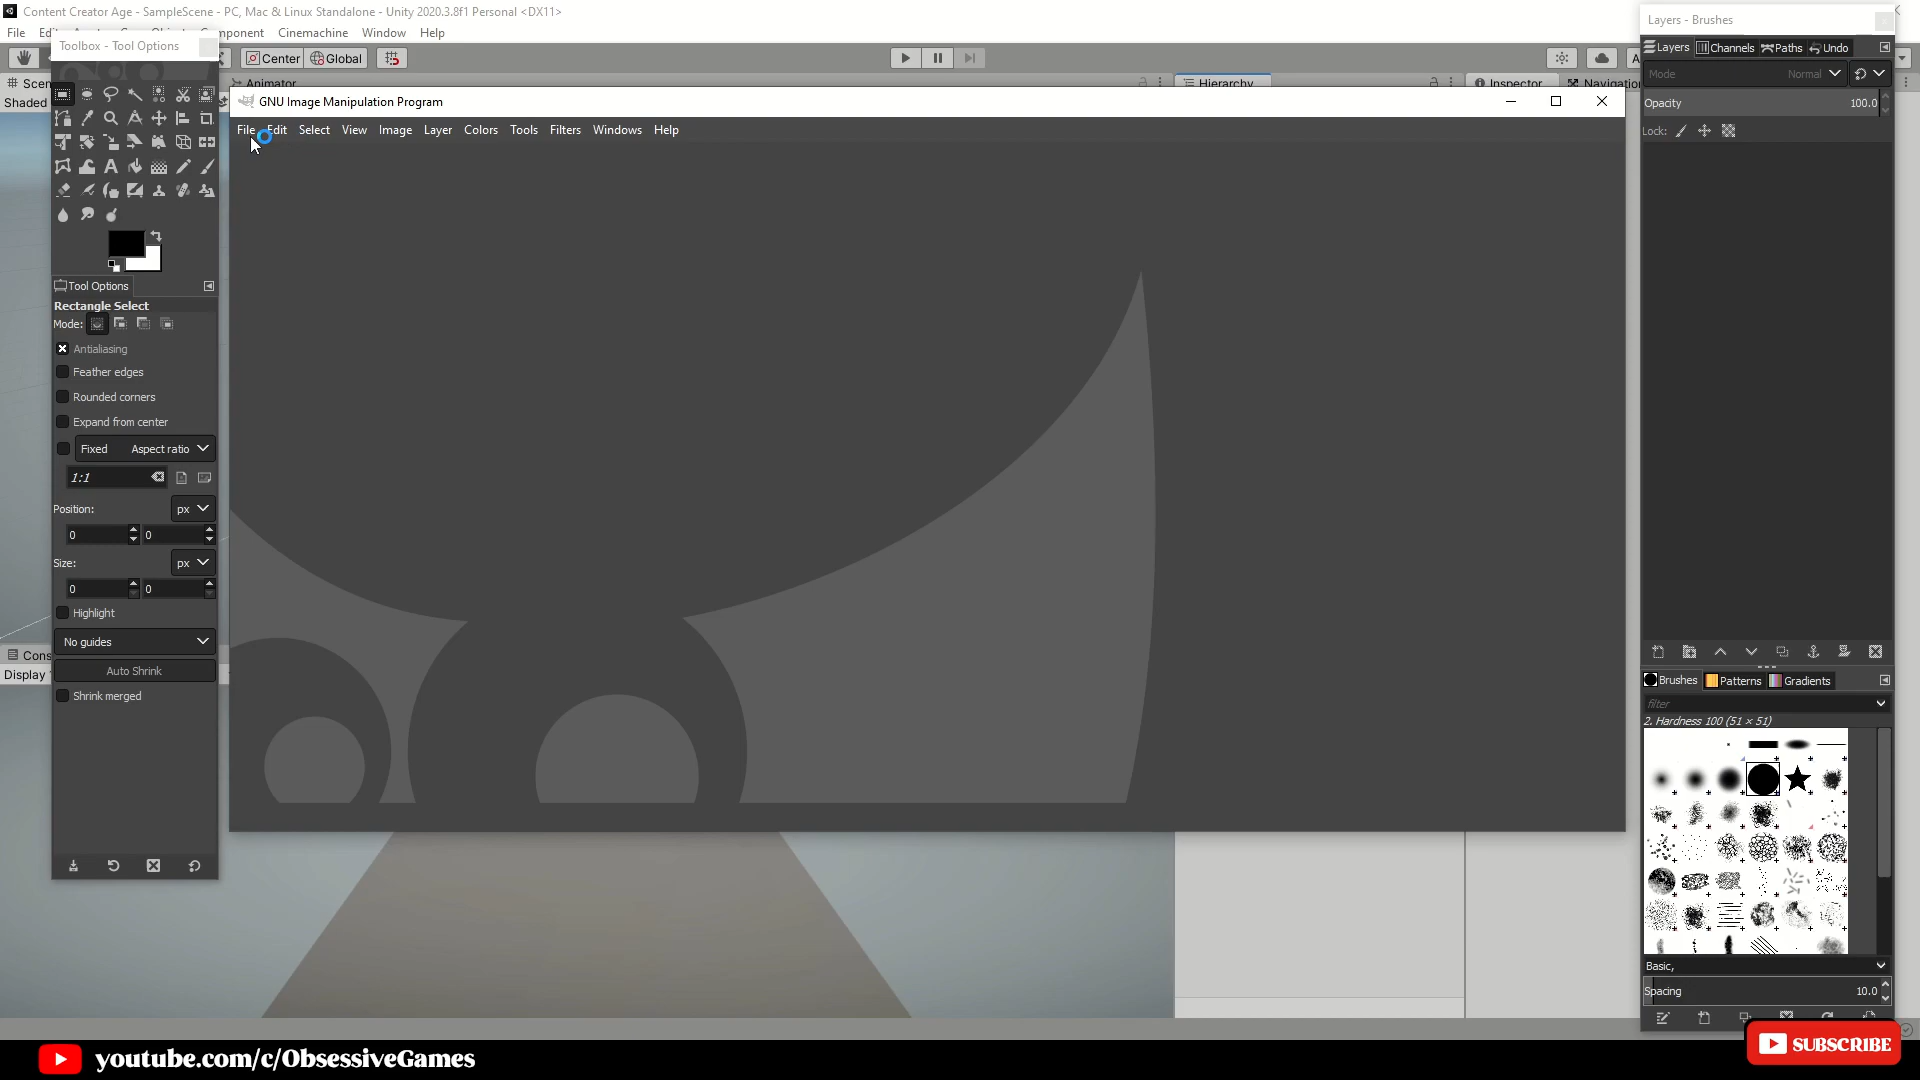 Content Creator Age - SampleScene - PC, Mac & Linux Standalone - Unity 2020.3.8f1 Personal <DX11>
File
Cinemachine Window Help
Toolbox - Tool Options
Center Global
Animator
Hierarchy
Inspector
Shaded
GNU Image Manipulation Program
File Edit Select View Image Layer Colors Tools Filters Windows Help
Tool Options
Rectangle Select
Mode:
Antialiasing
Feather edges
Rounded corners
Expand from center
Fixed Aspect ratio
1:1
Position: px
0 0
Size: px
0 0
Highlight
No guides
Auto Shrink
Shrink merged
Display
Layers - Brushes
Layers Channels Paths Undo
Mode Normal
Opacity 100.0
Lock:
Brushes Patterns Gradients
filter
2. Hardness 100 (51 × 51)
Basic,
Spacing 10.0
youtube.com/c/ObsessiveGames
SUBSCRIBE